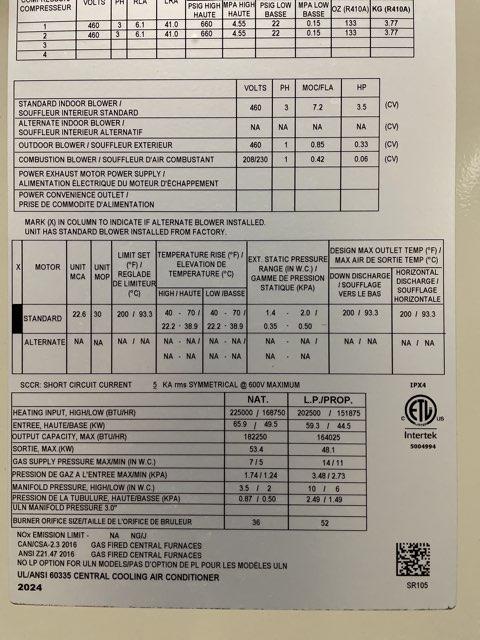 COMPRESSEUR VOLTS PH RLA LRA PSIG HIGH HAUTE MPA HIGH HAUTE PSIG LOW BASSE MPA LOW BASSE OZ (R410A) KG (R410A)
1 460 3 6.1 41.0 660 4.55 22 0.15 133 3.77
2 460 3 6.1 41.0 660 4.55 22 0.15 133 3.77
3
4
VOLTS PH MOC/FLA HP
STANDARD INDOOR BLOWER /
SOUFFLEUR INTERIEUR STANDARD 460 3 7.2 3.5 (CV)
ALTERNATE INDOOR BLOWER /
SOUFFLEUR INTERIEUR ALTERNATIF NA NA NA NA (CV)
OUTDOOR BLOWER / SOUFFLEUR EXTERIEUR 460 1 0.85 0.33 (CV)
COMBUSTION BLOWER / SOUFFLEUR D'AIR COMBUSTANT 208/230 1 0.42 0.06 (CV)
POWER EXHAUST MOTOR POWER SUPPLY /
ALIMENTATION ÉLECTRIQUE DU MOTEUR D'ÉCHAPPEMENT
POWER CONVENIENCE OUTLET /
PRISE DE COMMODITE D'ALIMENTATION
MARK (X) IN COLUMN TO INDICATE IF ALTERNATE BLOWER INSTALLED.
UNIT HAS STANDARD BLOWER INSTALLED FROM FACTORY.
X MOTOR UNIT MCA UNIT MOP LIMIT SET (°F) / REGLADE DE LIMITEUR (°C) TEMPERATURE RISE (°F) / ELEVATION DE TEMPERATURE (°C) EXT. STATIC PRESSURE RANGE (IN W.C.) / GAMME DE PRESSION STATIQUE (KPA) DESIGN MAX OUTLET TEMP (°F) / MAX AIR DE SORTIE TEMP (°C)
HIGH / HAUTE LOW /BASSE DOWN DISCHARGE / SOUFFLAGE VERS LE BAS HORIZONTAL DISCHARGE / SOUFFLAGE HORIZONTALE
STANDARD 22.6 30 200 / 93.3 40 - 70 / 40 - 70 / 1.4 - 2.0 / 200 / 93.3 200 / 93.3
22.2 - 38.9 22.2 - 38.9 0.35 - 0.50
ALTERNATE NA NA NA / NA NA - NA / NA - NA / NA - NA / NA / NA NA / NA
NA - NA NA - NA NA - NA
SCCR: SHORT CIRCUIT CURRENT 5 KA rms SYMMETRICAL @ 600V MAXIMUM IPX4
NAT. L.P./PROP.
HEATING INPUT, HIGH/LOW (BTU/HR) 225000 / 168750 202500 / 151875
ENTREE, HAUTE/BASE (KW) 65.9 / 49.5 59.3 / 44.5
OUTPUT CAPACITY, MAX (BTU/HR) 182250 164025
SORTIE, MAX (KW) 53.4 48.1
GAS SUPPLY PRESSURE MAX/MIN (IN W.C.) 7 / 5 14 / 11
PRESSION DE GAZ A L'ENTREE MAX/MIN (KPA) 1.74 / 1.24 3.48 / 2.73
MANIFOLD PRESSURE, HIGH/LOW (IN W.C.) 3.5 / 2 10 / 6
PRESSION DE LA TUBULURE, HAUTE/BASSE (KPA) 0.87 / 0.50 2.49 / 1.49
ULN MANIFOLD PRESSURE 3.0"
BURNER ORIFICE SIZE/TAILLE DE L'ORIFICE DE BRULEUR 36 52
C ETL US
Intertek
5004994
NOx EMISSION LIMIT - NA NG/J
CAN/CSA-2.3 2016 GAS FIRED CENTRAL FURNACES
ANSI Z21.47 2016 GAS FIRED CENTRAL FURNACES
NO LP OPTION FOR ULN MODELS/PAS D'OPTION DE PL POUR LES MODÈLES ULN
UL/ANSI 60335 CENTRAL COOLING AIR CONDITIONER
2024
SR105